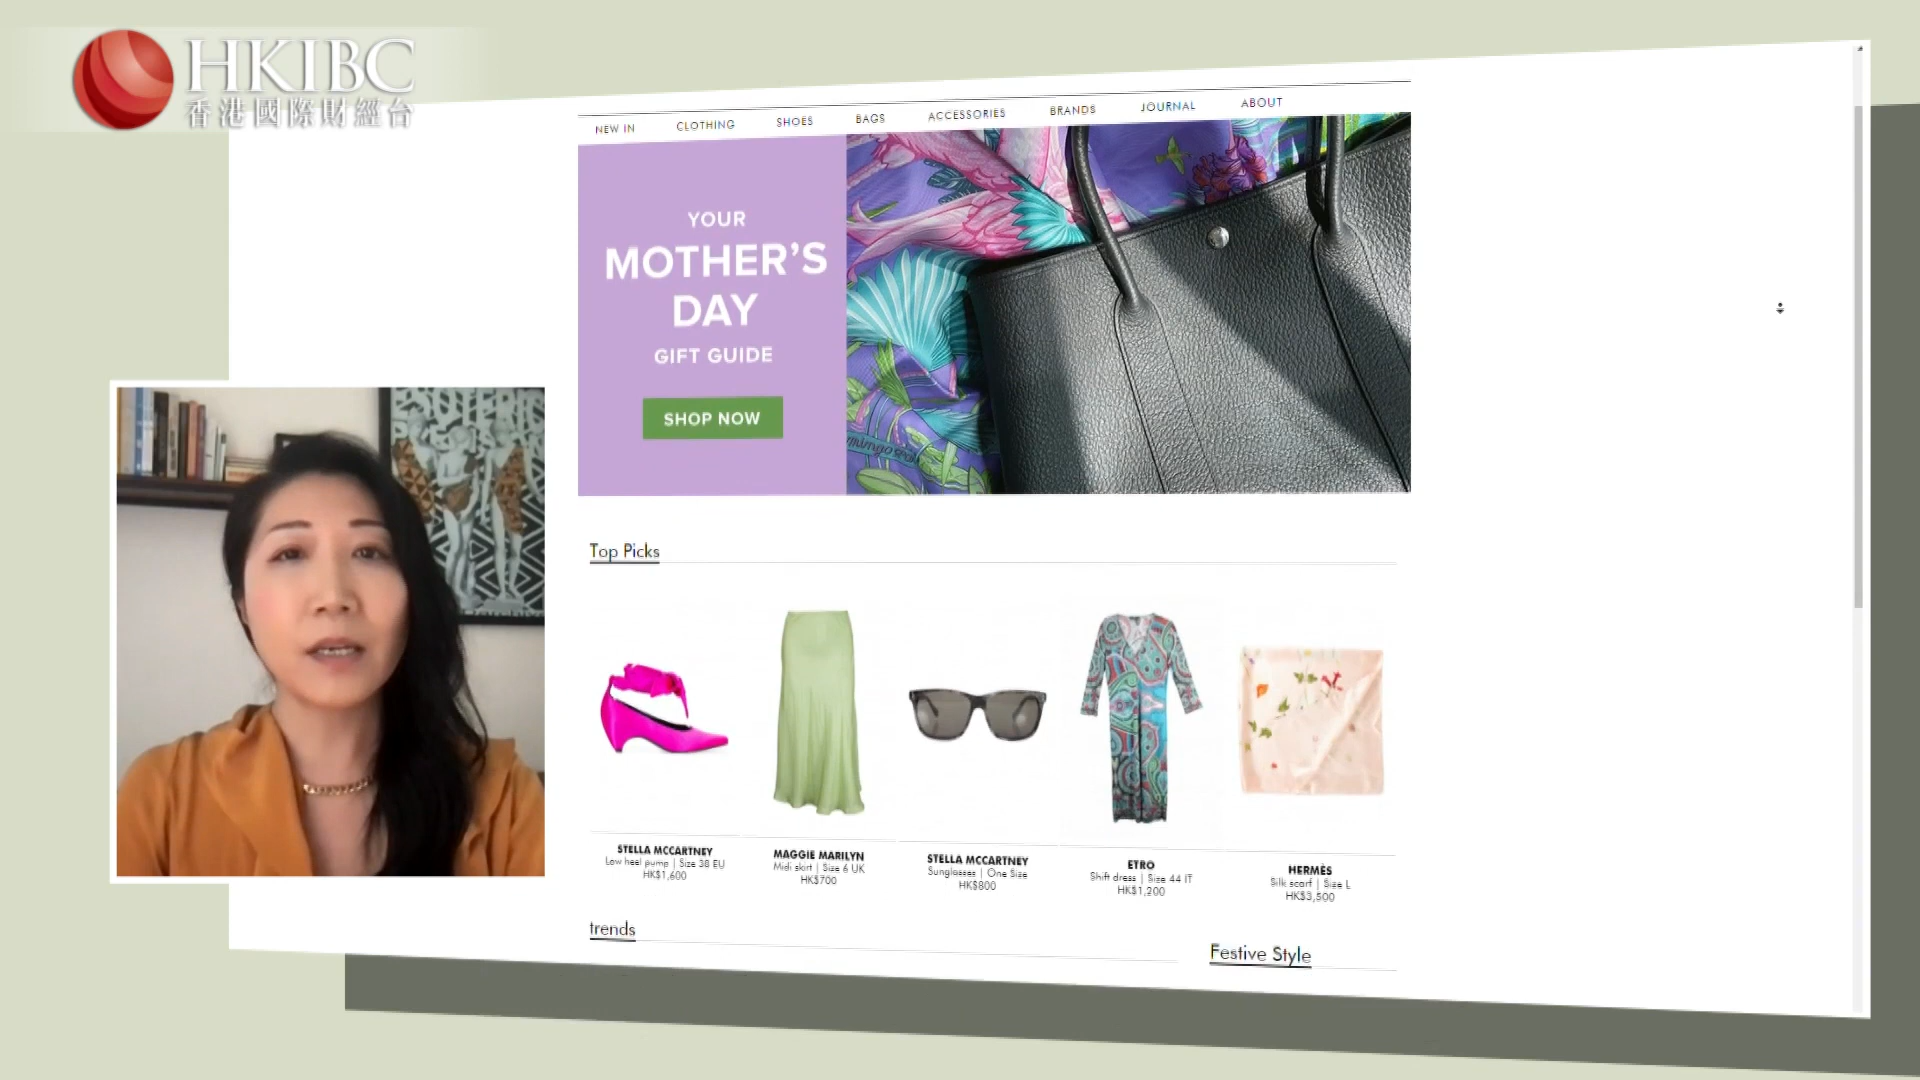 HKIBC
香港國際財經台
NEW IN
CLOTHING
SHOES
BAGS
ACCESSORIES
BRANDS
JOURNAL
ABOUT
YOUR
MOTHER'S
DAY
GIFT GUIDE
SHOP NOW
Top Picks
STELLA MCCARTNEY
Low heel pump | Size 38 EU
HK$1,600
MAGGIE MARILYN
Midi skirt | Size 6 UK
HK$700
STELLA MCCARTNEY
Sunglasses | One Size
HK$800
ETRO
Shift dress | Size 44 IT
HK$1,200
HERMÈS
Silk scarf | Size L
HK$3,500
trends
Festive Style